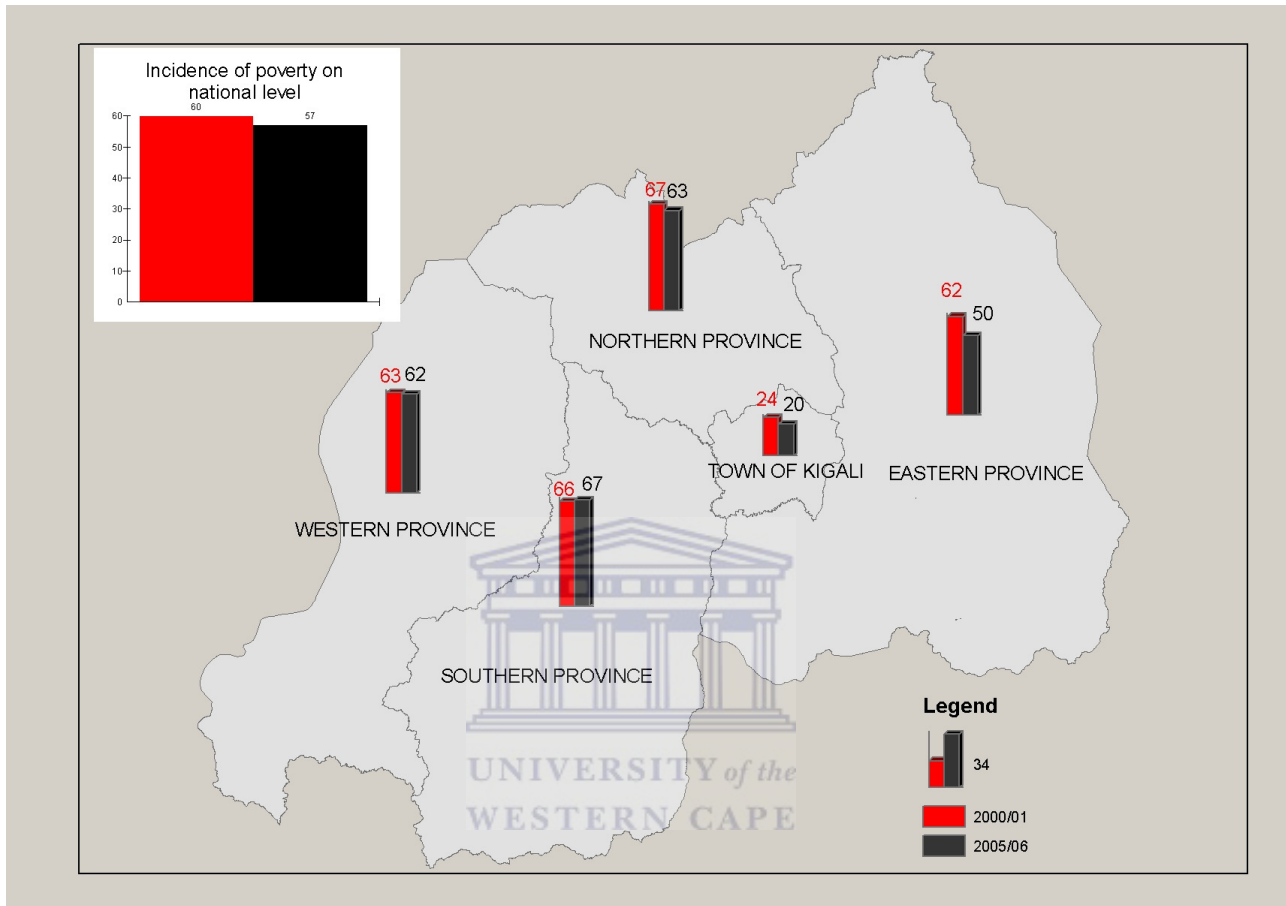 Incidence of poverty on
national level
60
57
60
50
40
30
20
10
0
67 63
NORTHERN PROVINCE
62
50
EASTERN PROVINCE
63 62
WESTERN PROVINCE
24 20
TOWN OF KIGALI
66 67
SOUTHERN PROVINCE
UNIVERSITY of the
WESTERN CAPE
Legend
34
2000/01
2005/06